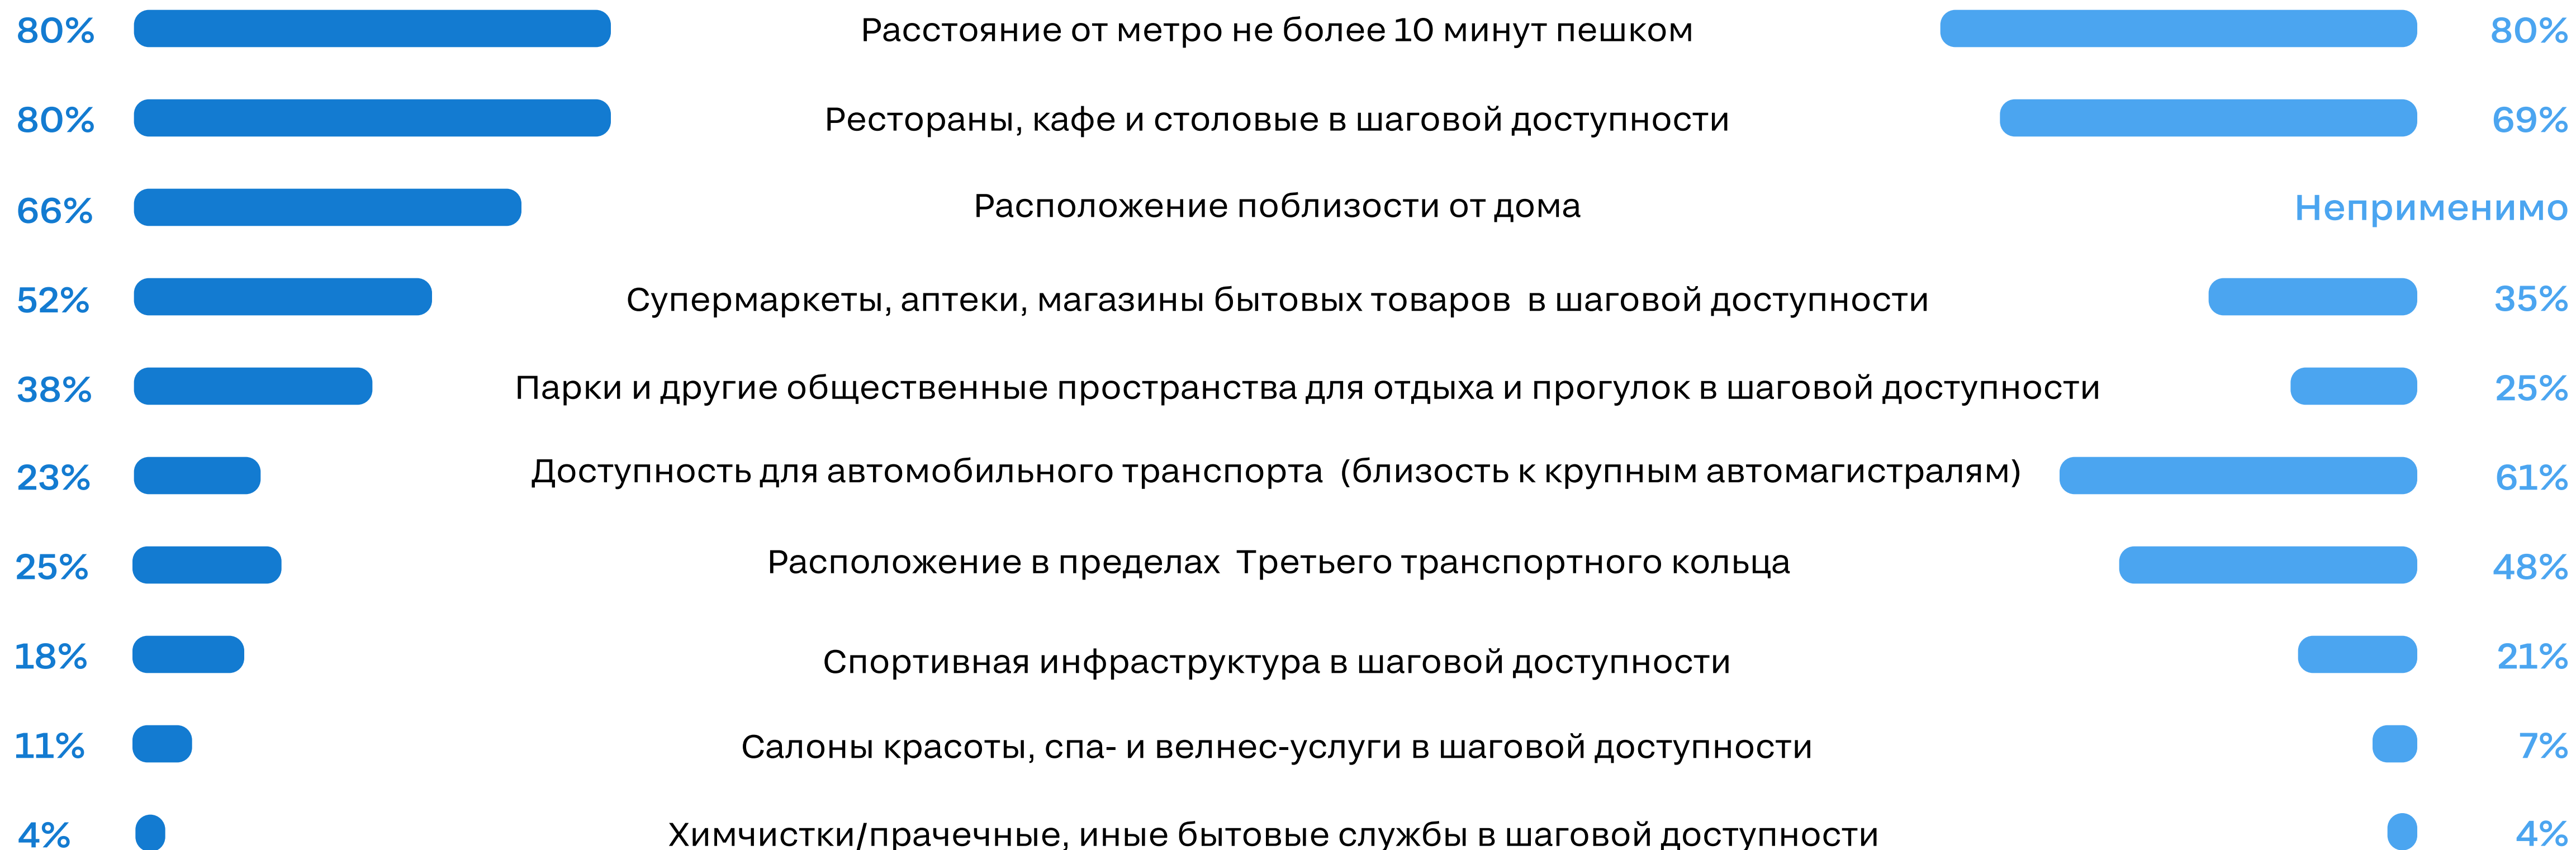 80% Расстояние от метро не более 10 минут пешком 80%
80% Рестораны, кафе и столовые в шаговой доступности 69%
66% Расположение поблизости от дома Неприменимо
52% Супермаркеты, аптеки, магазины бытовых товаров в шаговой доступности 35%
38% Парки и другие общественные пространства для отдыха и прогулок в шаговой доступности 25%
23% Доступность для автомобильного транспорта (близость к крупным автомагистралям) 61%
25% Расположение в пределах Третьего транспортного кольца 48%
18% Спортивная инфраструктура в шаговой доступности 21%
11% Салоны красоты, спа- и велнес-услуги в шаговой доступности 7%
4% Химчистки/прачечные, иные бытовые службы в шаговой доступности 4%